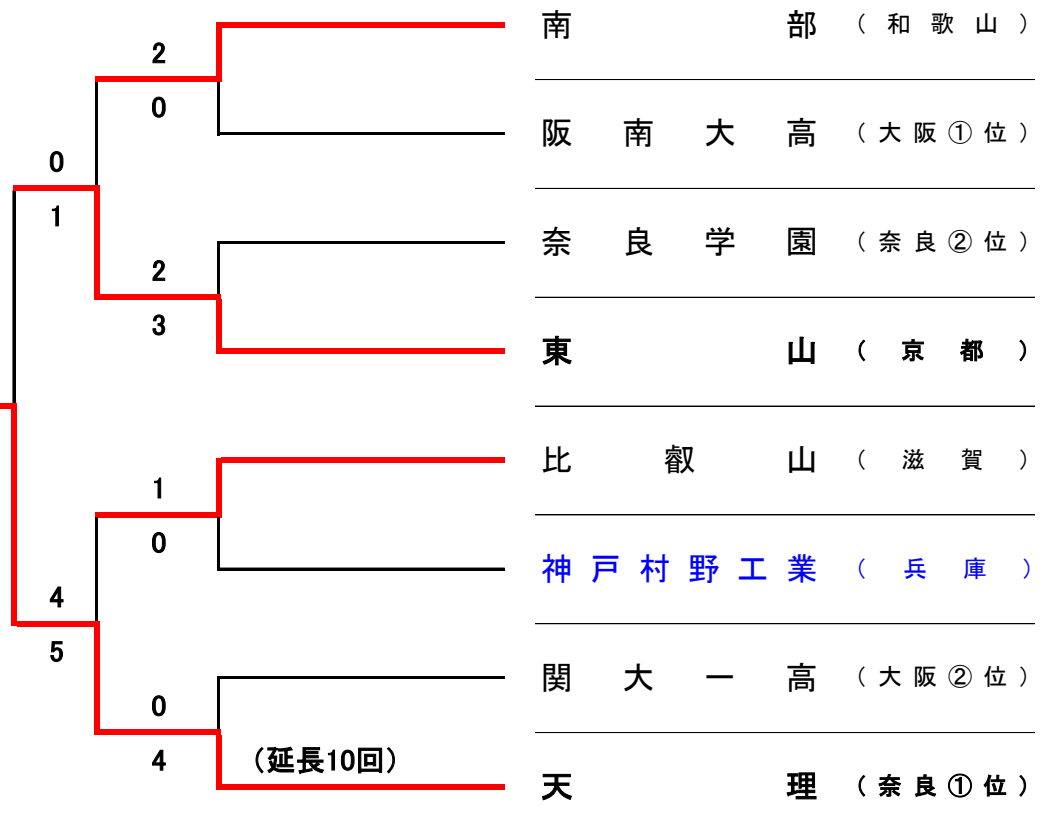 南部（和歌山）
2
0
阪南大高（大阪①位）
0
1
奈良学園（奈良②位）
2
3
東山（京都）
比叡山（滋賀）
1
0
神戸村野工業（兵庫）
4
5
関大一高（大阪②位）
0
4
（延長10回）
天理（奈良①位）